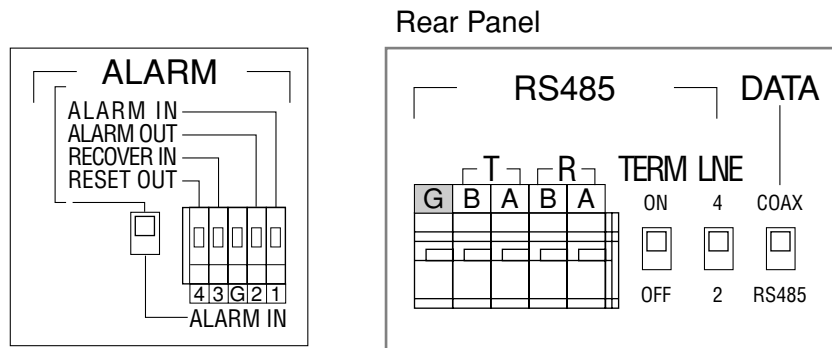 Rear Panel
ALARM
ALARM IN
ALARM OUT
RECOVER IN
RESET OUT
4 3 G 2 1
ALARM IN
RS485 DATA
T R TERM LNE
G B A B A
ON 4 COAX
OFF 2 RS485